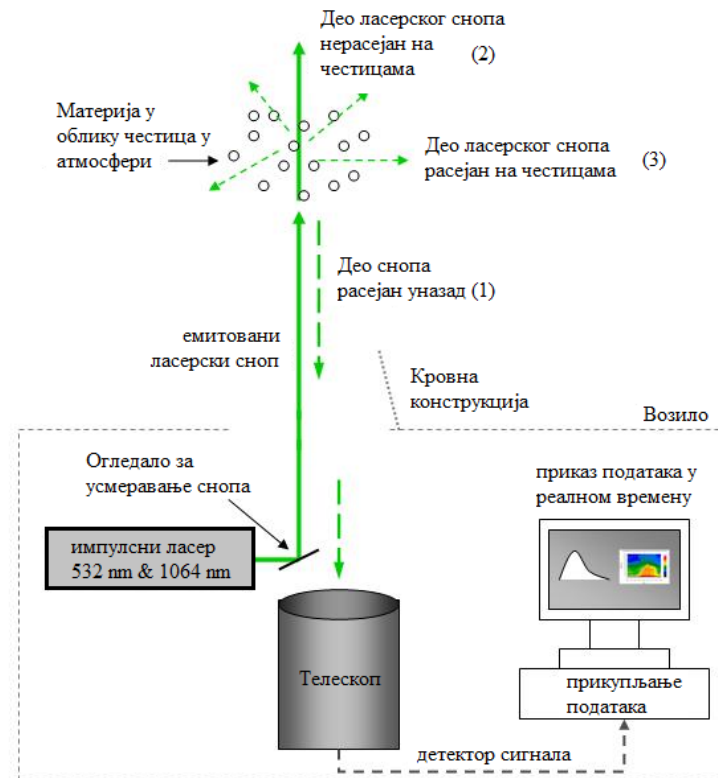 Део ласерског снопа
нерасејан на
честицама
(2)
Материја у
облику честица у
атмосфери
Део ласерског снопа
расејан на честицама
(3)
Део снопа
расејан уназад (1)
емитовани
ласерски сноп
Кровна
конструкција
Возило
Огледало за
усмеравање снопа
приказ података у
реалном времену
импулсни ласер
532 nm & 1064 nm
Телескоп
прикупљање
података
детектор сигнала